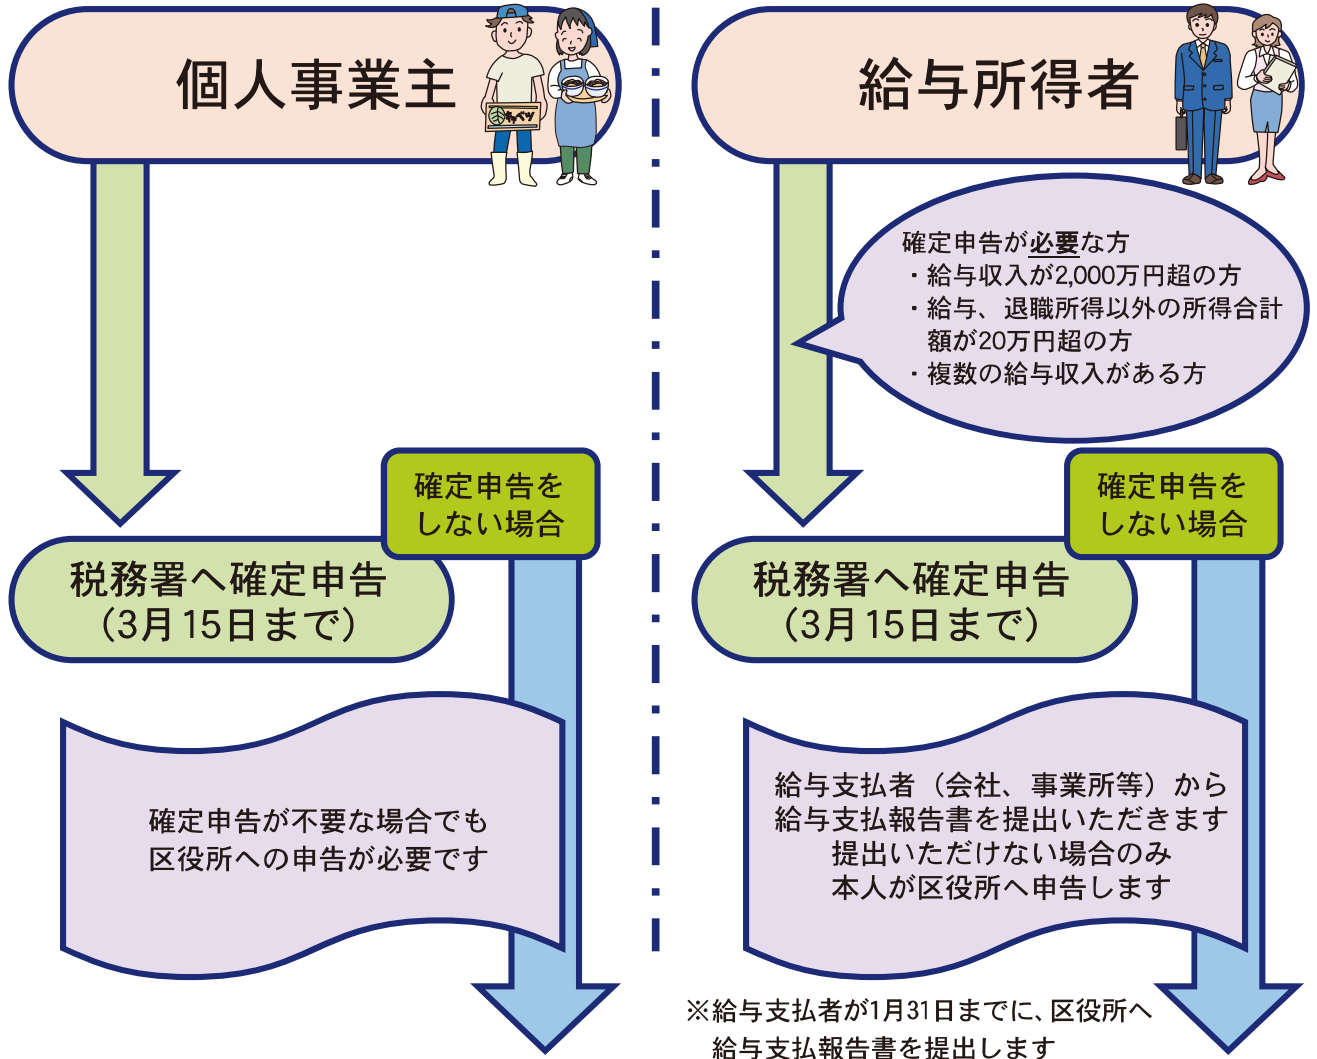 個人事業主
キャベツ
確定申告を
しない場合
税務署へ確定申告
（3月15日まで）
確定申告が不要な場合でも
区役所への申告が必要です
給与所得者
確定申告が必要な方
・給与収入が2,000万円超の方
・給与、退職所得以外の所得合計
額が20万円超の方
・複数の給与収入がある方
確定申告を
しない場合
税務署へ確定申告
（3月15日まで）
給与支払者（会社、事業所等）から
給与支払報告書を提出いただきます
提出いただけない場合のみ
本人が区役所へ申告します
※給与支払者が1月31日までに、区役所へ
給与支払報告書を提出します